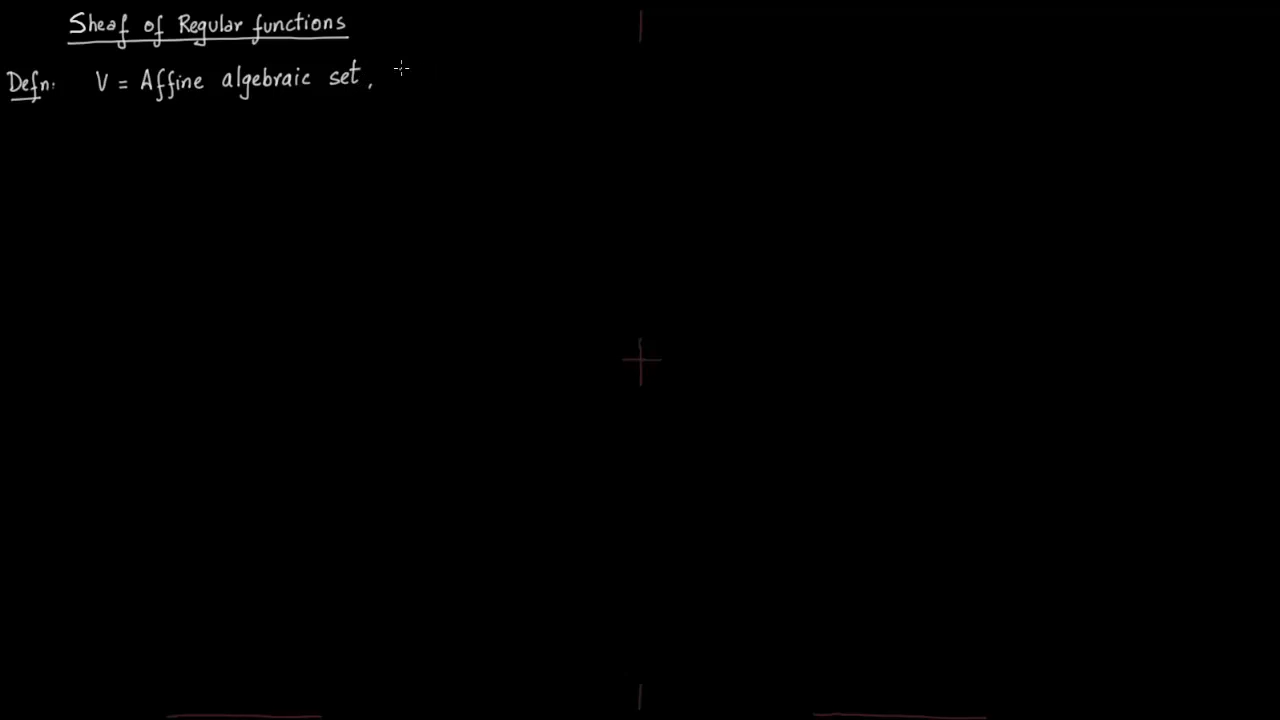 Sheaf of Regular functions
Defn: V = Affine algebraic set,